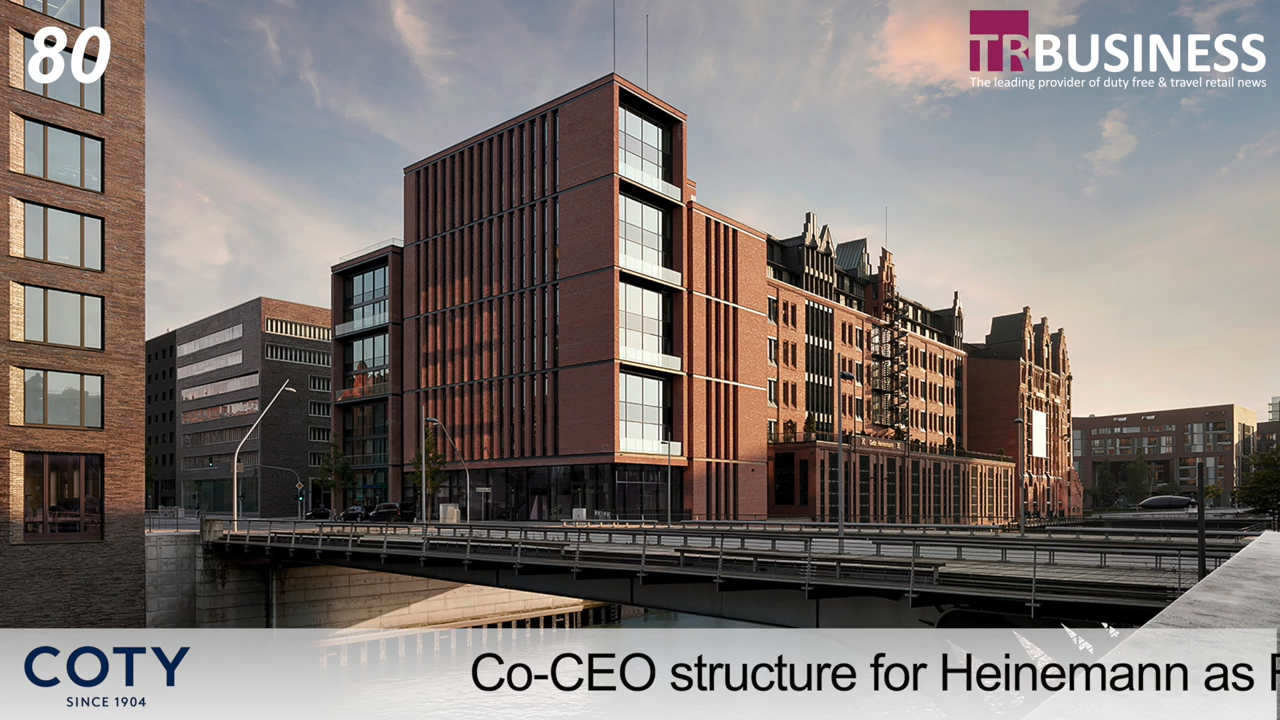 80
TRBUSINESS
The leading provider of duty free & travel retail news
COTY
SINCE 1904
Co-CEO structure for Heinemann as